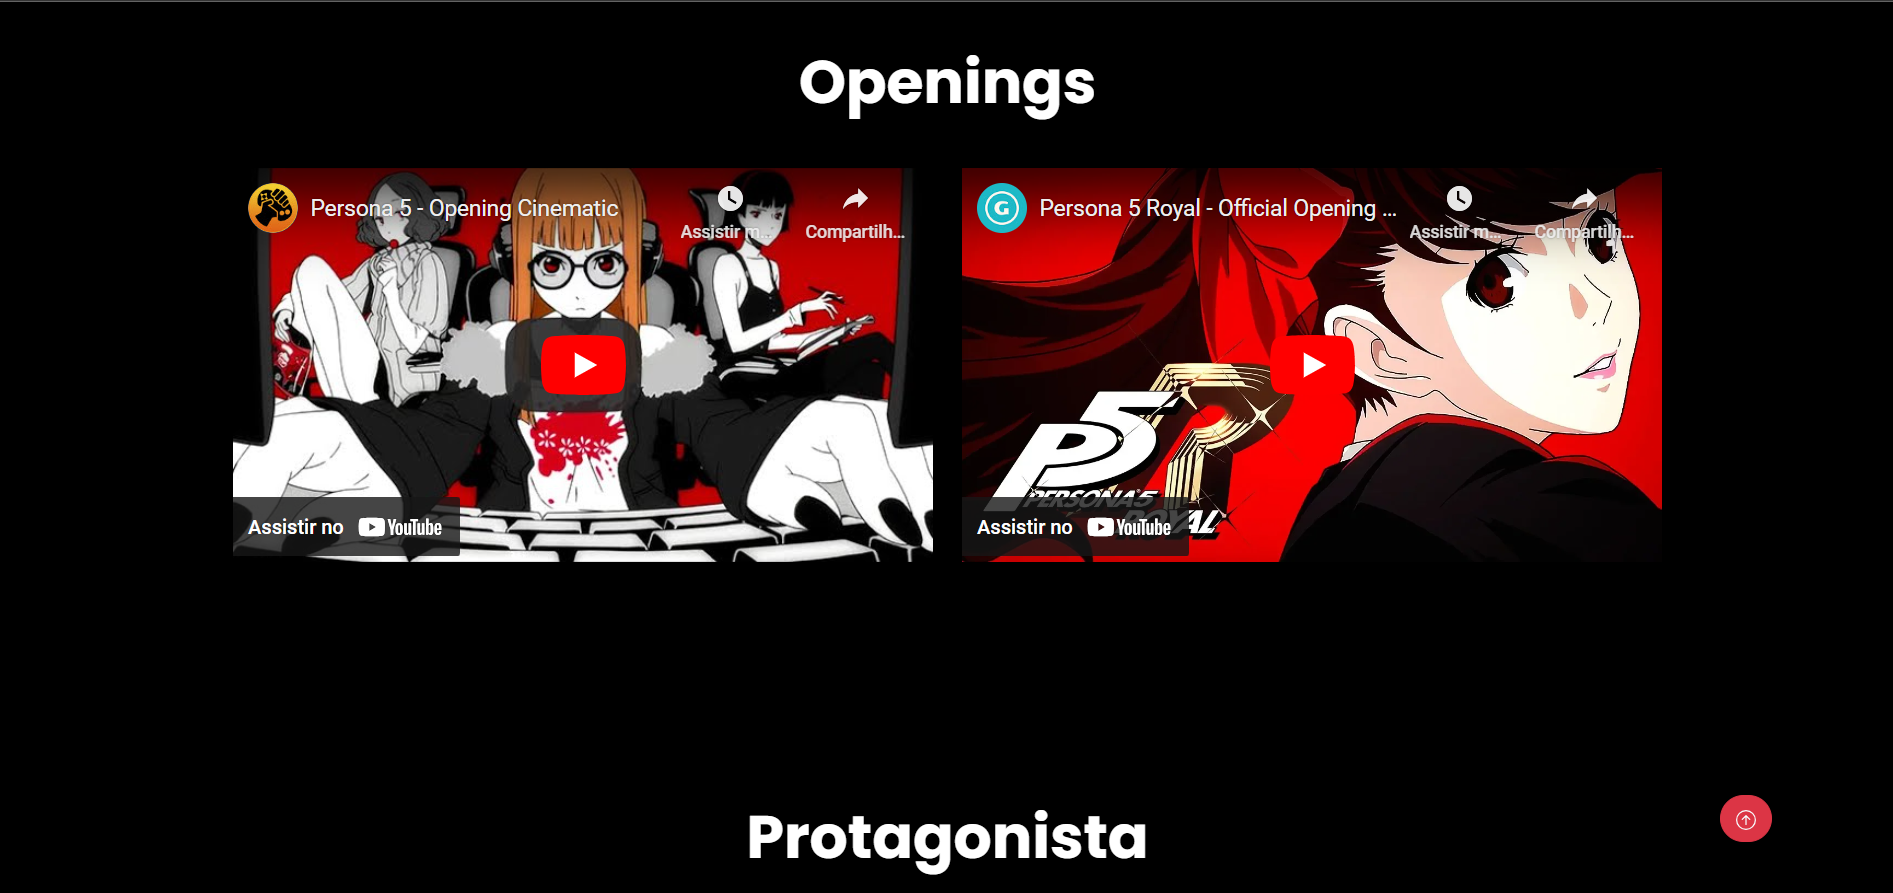 Openings
Persona 5 - Opening Cinematic
Assistir m...
Compartilh...
Assistir no YouTube
G
Persona 5 Royal - Official Opening ...
Assistir m...
Compartilh...
P5R
PERSONA5
ROYAL
Assistir no YouTube
Protagonista